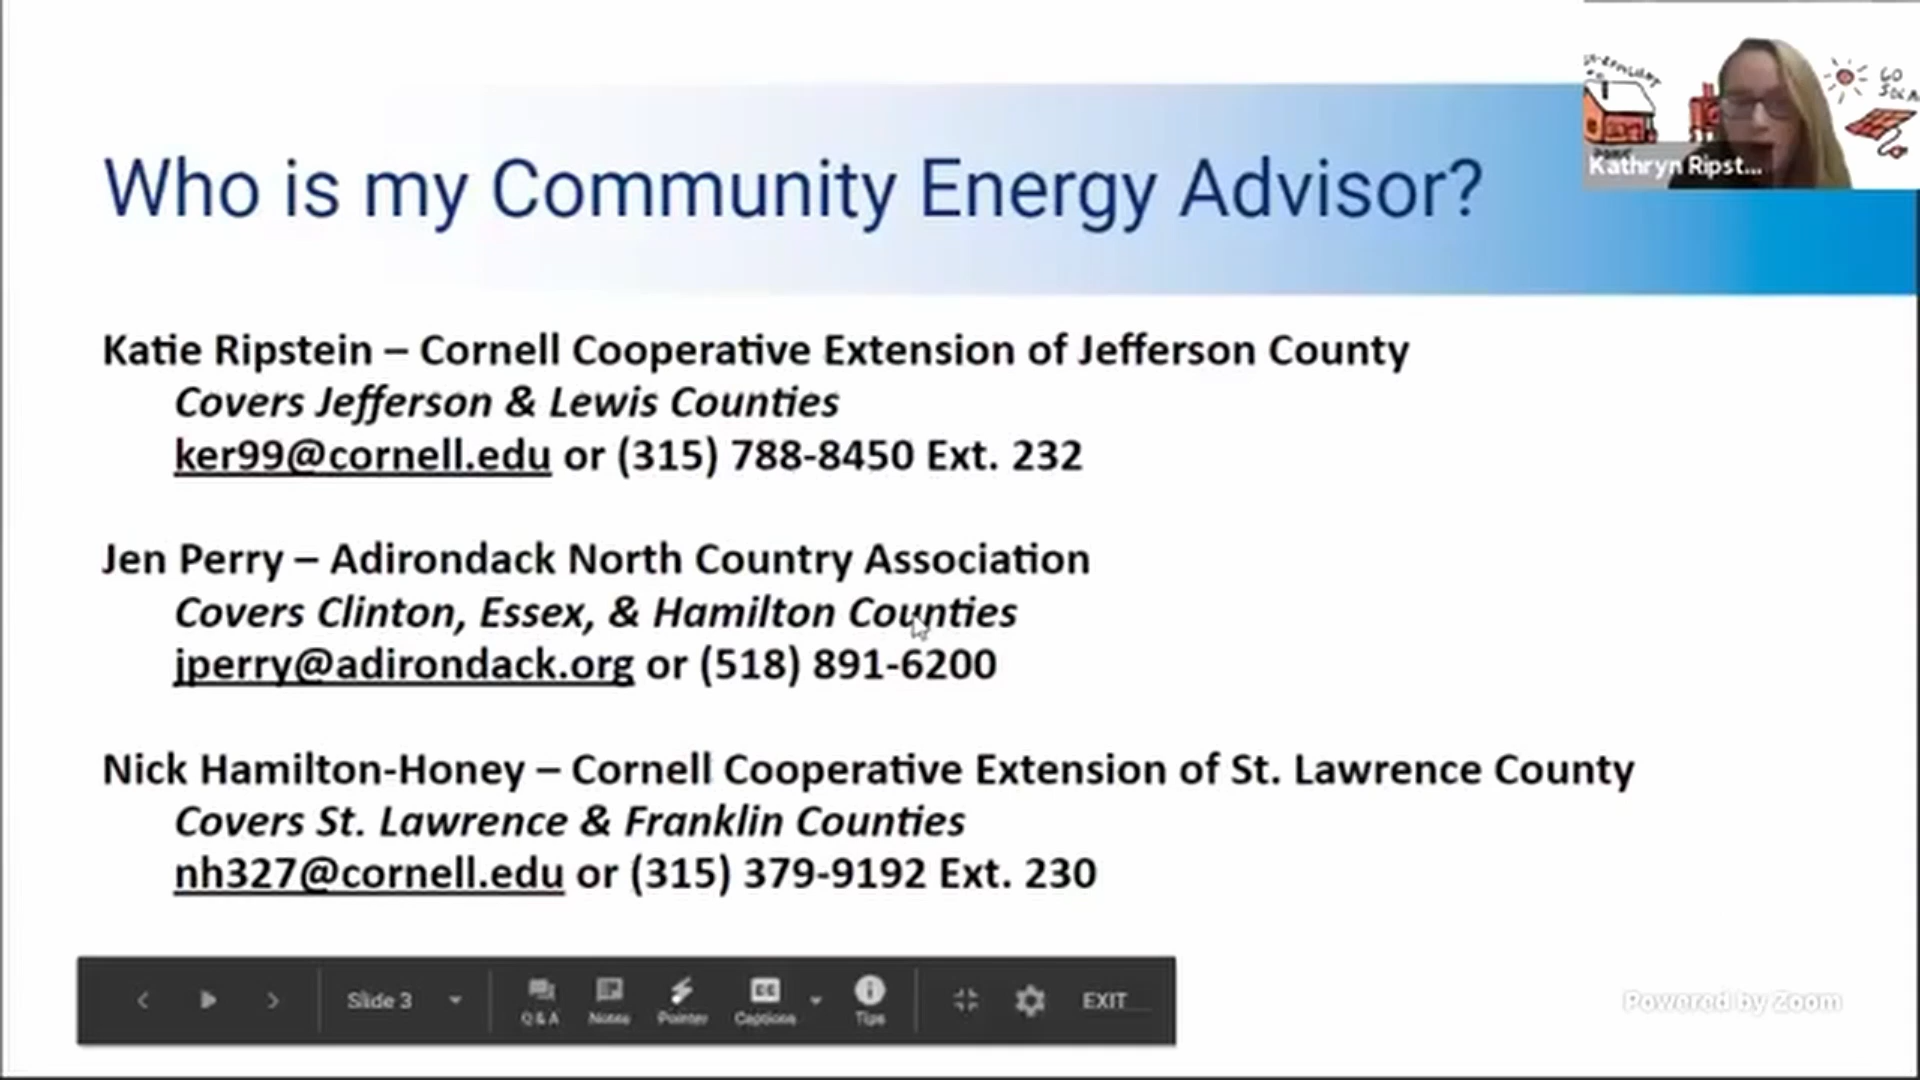 Who is my Community Energy Advisor?
GO
Kathryn Ripst...
Katie Ripstein – Cornell Cooperative Extension of Jefferson County
Covers Jefferson & Lewis Counties
ker99@cornell.edu or (315) 788-8450 Ext. 232
Jen Perry – Adirondack North Country Association
Covers Clinton, Essex, & Hamilton Counties
jperry@adirondack.org or (518) 891-6200
Nick Hamilton-Honey – Cornell Cooperative Extension of St. Lawrence County
Covers St. Lawrence & Franklin Counties
nh327@cornell.edu or (315) 379-9192 Ext. 230
Slide 3
Q & A
Notes
Pointer
CC
Captions
Tips
EXIT
Powered by Zoom